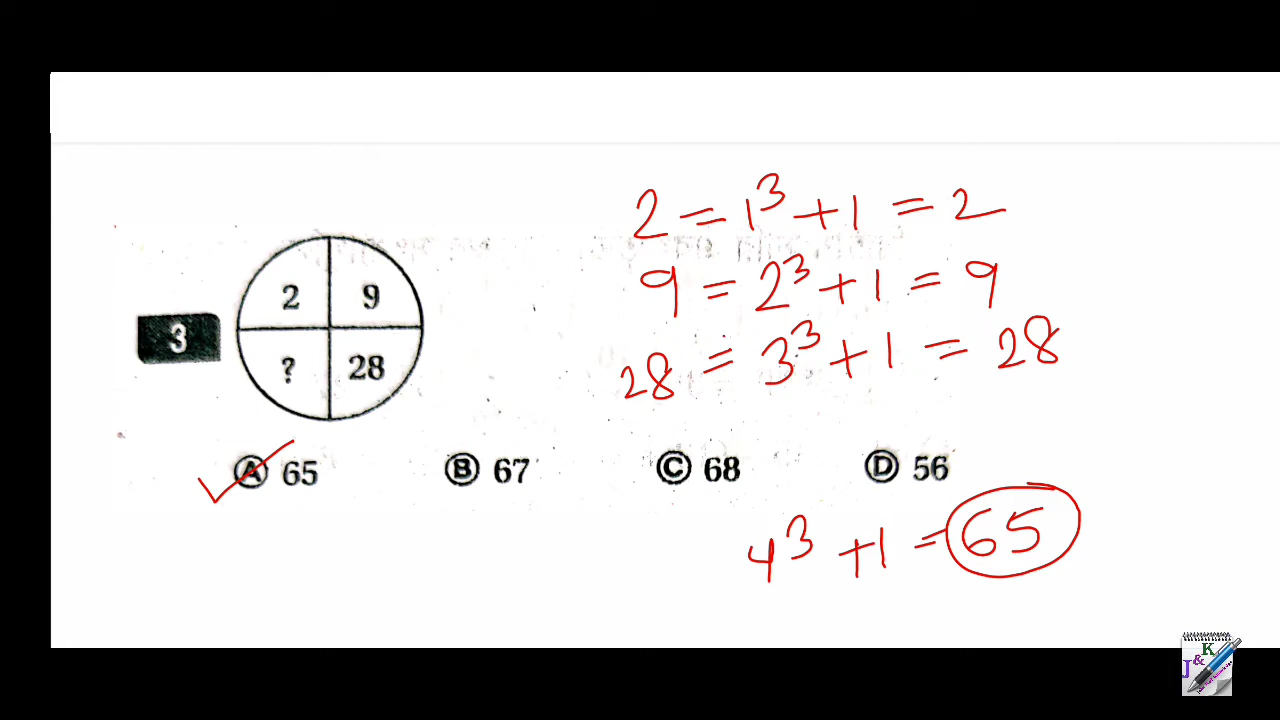 2 = 1³ + 1 = 2
9 = 2³ + 1 = 9
28 = 3³ + 1 = 28
3
2 9
? 28
Ⓐ 65 Ⓑ 67 Ⓒ 68 Ⓓ 56
4³ + 1 = 65
J & K